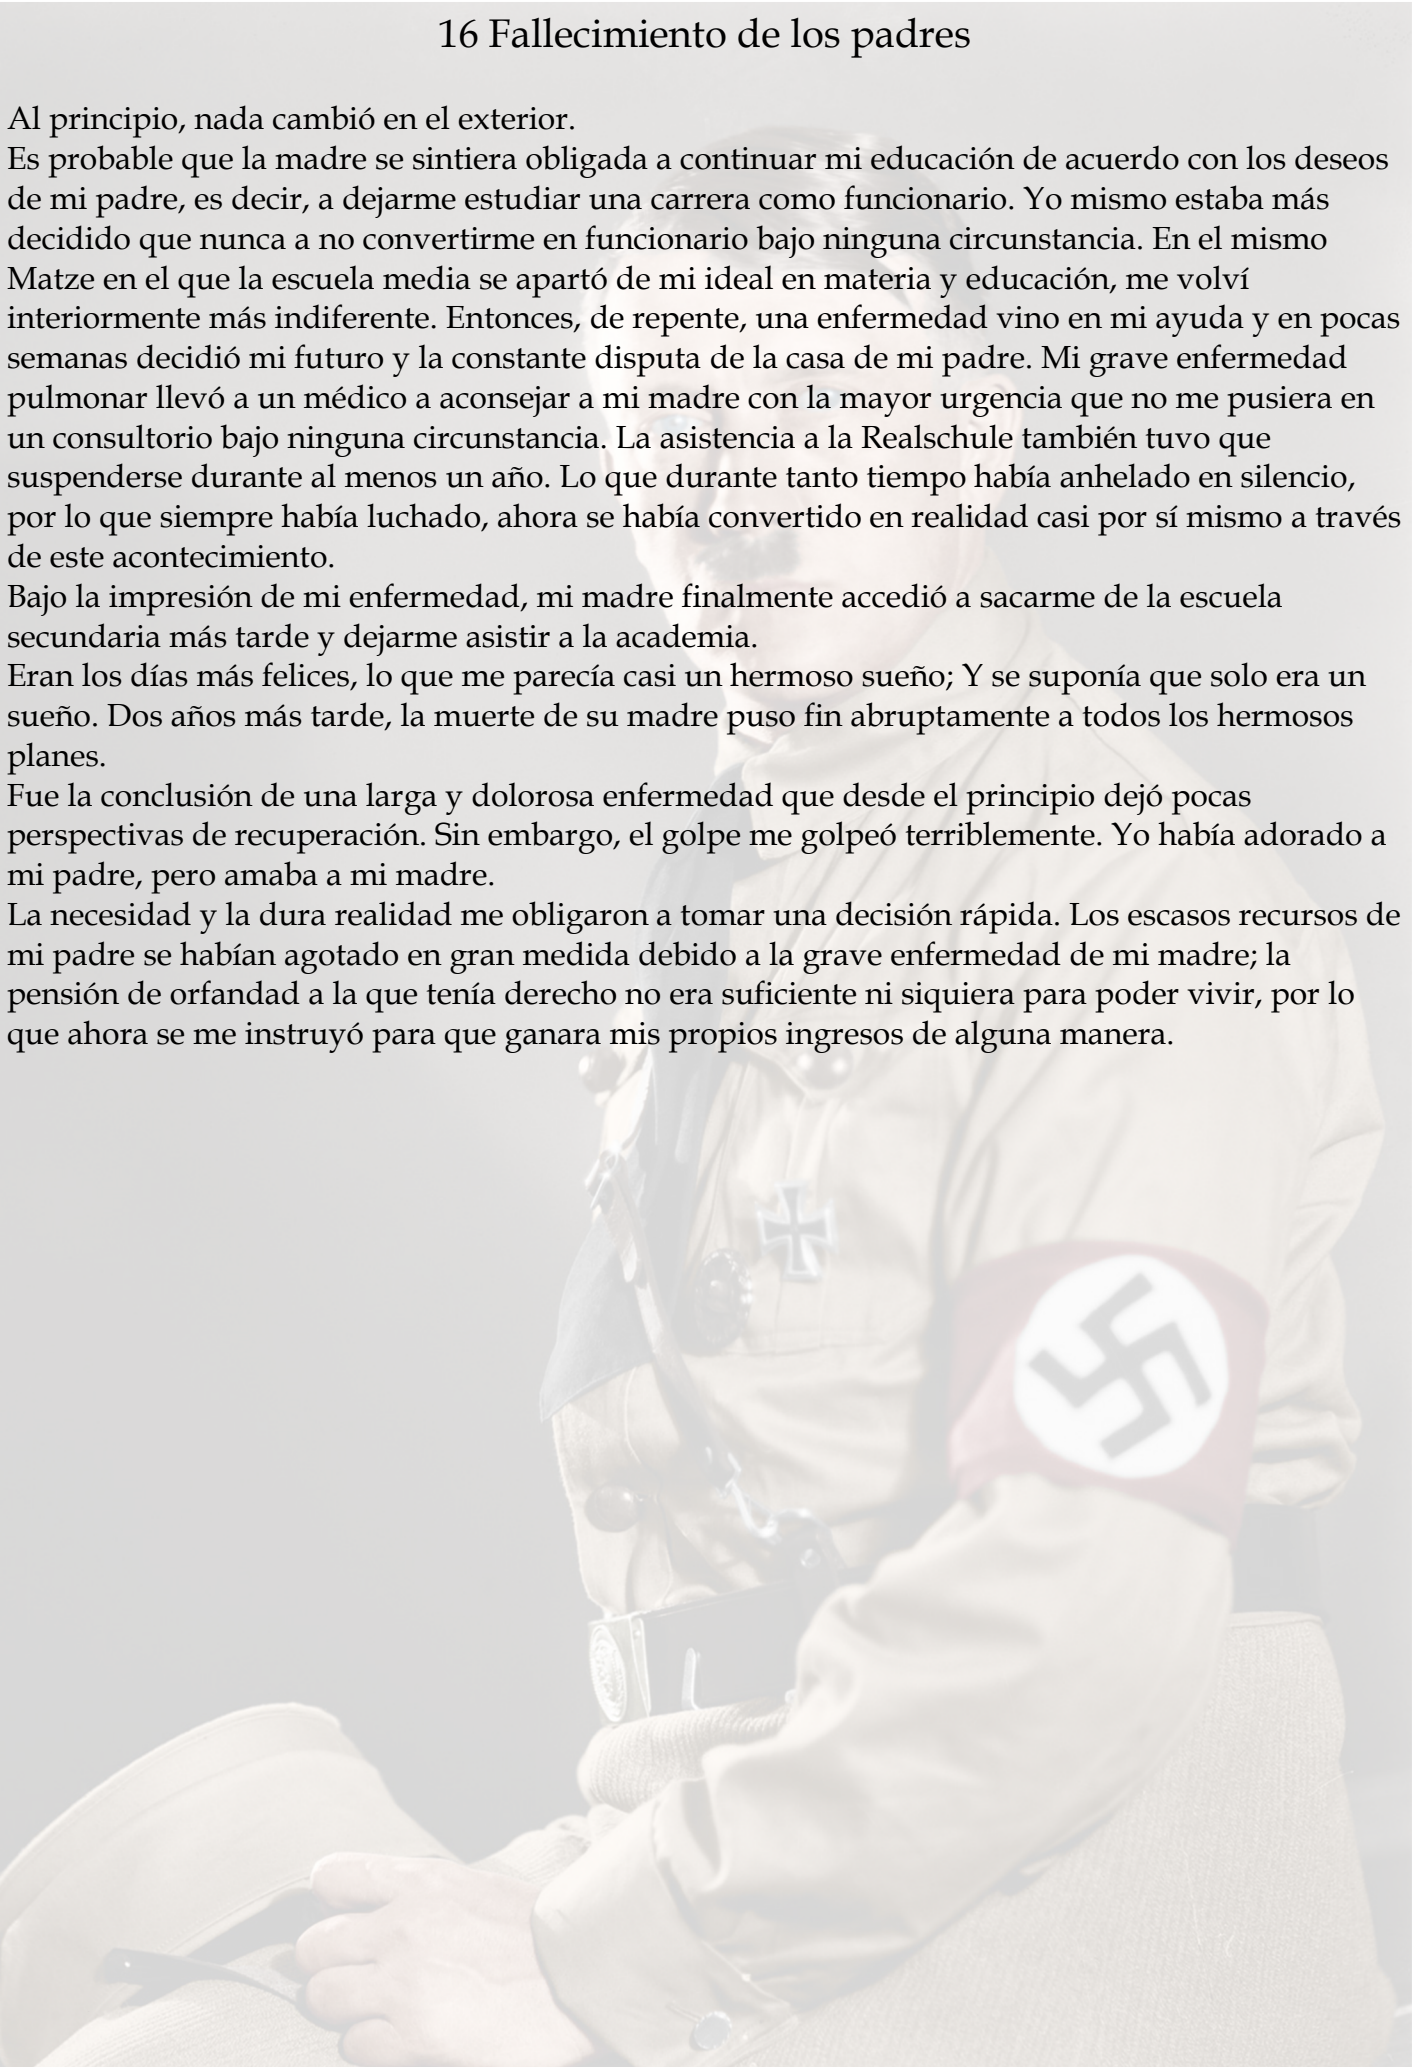 16 Fallecimiento de los padres
Al principio, nada cambió en el exterior.
Es probable que la madre se sintiera obligada a continuar mi educación de acuerdo con los deseos
de mi padre, es decir, a dejarme estudiar una carrera como funcionario. Yo mismo estaba más
decidido que nunca a no convertirme en funcionario bajo ninguna circunstancia. En el mismo
Matze en el que la escuela media se apartó de mi ideal en materia y educación, me volví
interiormente más indiferente. Entonces, de repente, una enfermedad vino en mi ayuda y en pocas
semanas decidió mi futuro y la constante disputa de la casa de mi padre. Mi grave enfermedad
pulmonar llevó a un médico a aconsejar a mi madre con la mayor urgencia que no me pusiera en
un consultorio bajo ninguna circunstancia. La asistencia a la Realschule también tuvo que
suspenderse durante al menos un año. Lo que durante tanto tiempo había anhelado en silencio,
por lo que siempre había luchado, ahora se había convertido en realidad casi por sí mismo a través
de este acontecimiento.
Bajo la impresión de mi enfermedad, mi madre finalmente accedió a sacarme de la escuela
secundaria más tarde y dejarme asistir a la academia.
Eran los días más felices, lo que me parecía casi un hermoso sueño; Y se suponía que solo era un
sueño. Dos años más tarde, la muerte de su madre puso fin abruptamente a todos los hermosos
planes.
Fue la conclusión de una larga y dolorosa enfermedad que desde el principio dejó pocas
perspectivas de recuperación. Sin embargo, el golpe me golpeó terriblemente. Yo había adorado a
mi padre, pero amaba a mi madre.
La necesidad y la dura realidad me obligaron a tomar una decisión rápida. Los escasos recursos de
mi padre se habían agotado en gran medida debido a la grave enfermedad de mi madre; la
pensión de orfandad a la que tenía derecho no era suficiente ni siquiera para poder vivir, por lo
que ahora se me instruyó para que ganara mis propios ingresos de alguna manera.